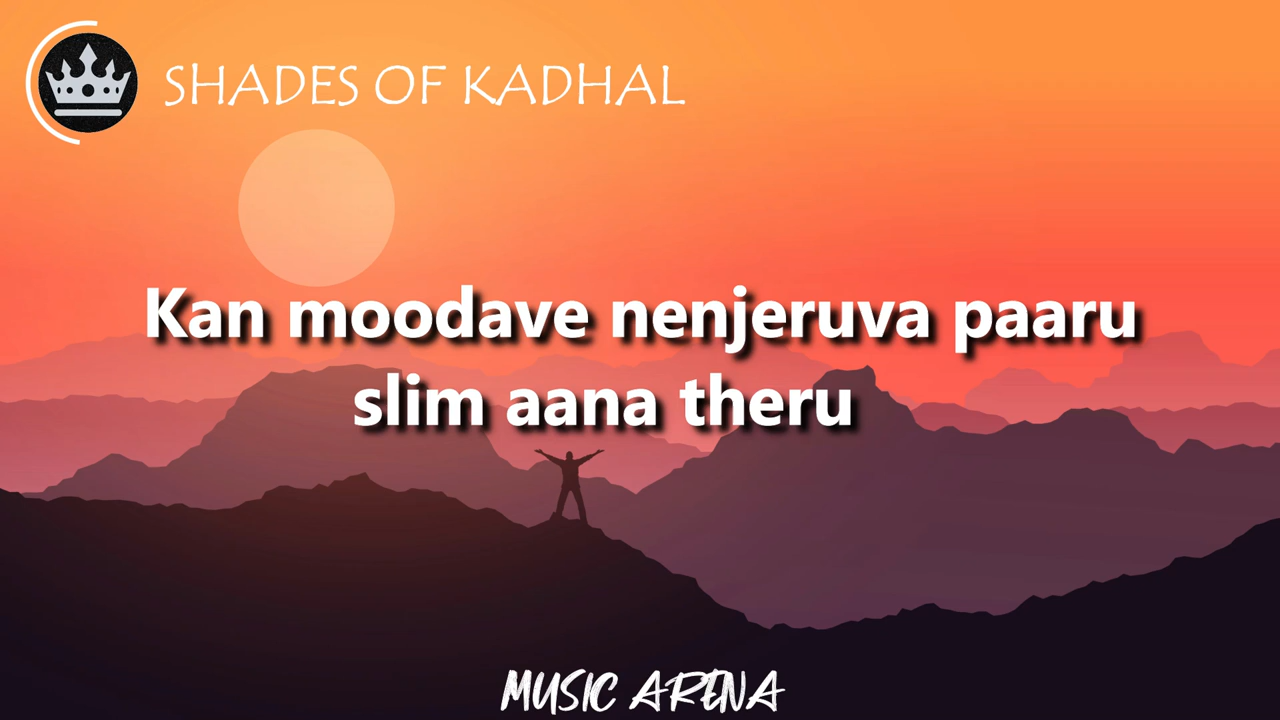 SHADES OF KADHAL
Kan moodave nenjeruva paaru
slim aana theru
MUSIC ARENA